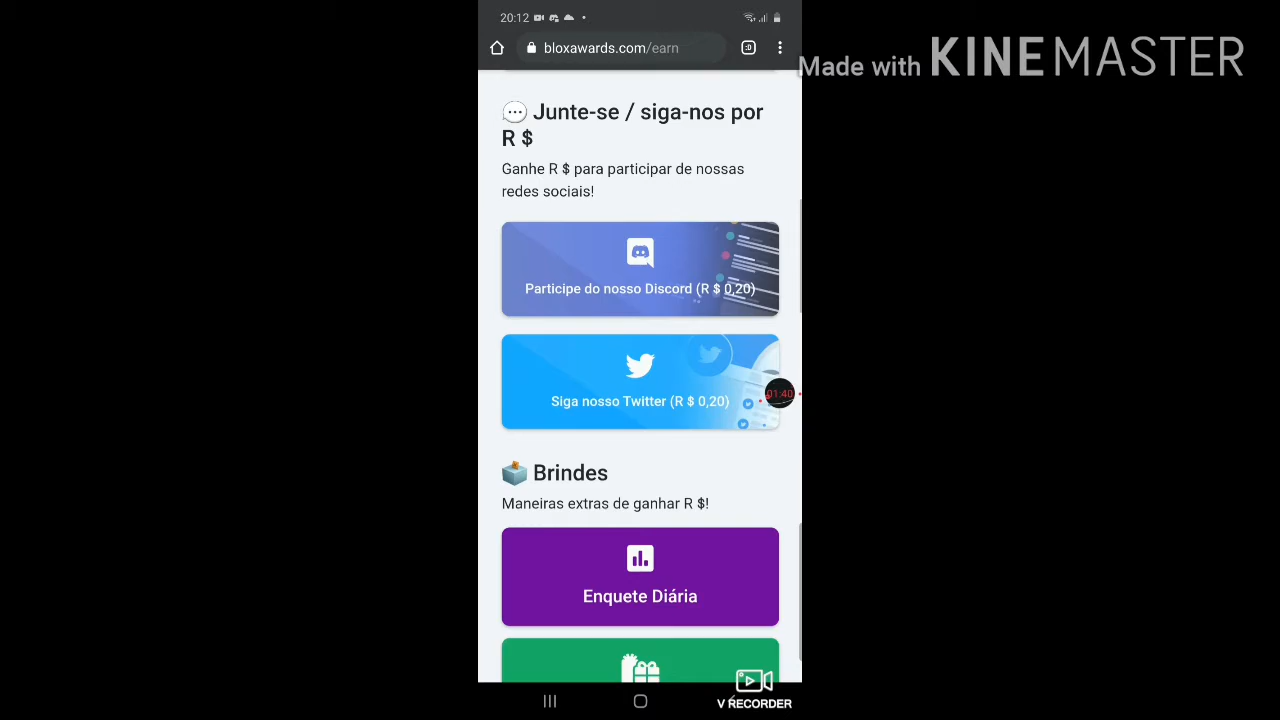 20:12
bloxawards.com/earn
:D
Made with KINEMASTER
Junte-se / siga-nos por
R $
Ganhe R $ para participar de nossas
redes sociais!
Participe do nosso Discord (R $ 0,20)
Siga nosso Twitter (R $ 0,20)
01:40
Brindes
Maneiras extras de ganhar R $!
Enquete Diária
V RECORDER